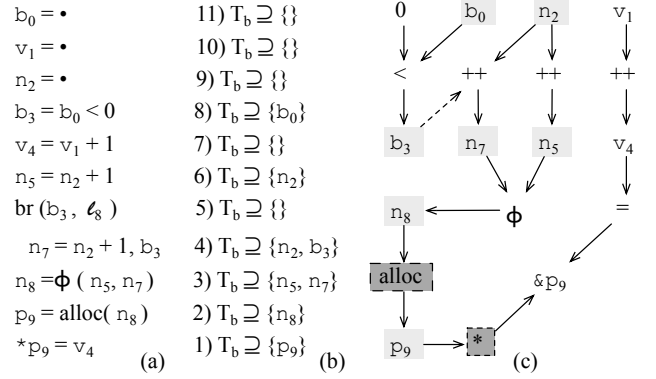 b₀ = • 11) T_b ⊇ {}
v₁ = • 10) T_b ⊇ {}
n₂ = • 9) T_b ⊇ {}
b₃ = b₀ < 0 8) T_b ⊇ {b₀}
v₄ = v₁ + 1 7) T_b ⊇ {}
n₅ = n₂ + 1 6) T_b ⊇ {n₂}
br (b₃, ℓ₈) 5) T_b ⊇ {}
n₇ = n₂ + 1, b₃ 4) T_b ⊇ {n₂, b₃}
n₈ =ϕ ( n₅, n₇ ) 3) T_b ⊇ {n₅, n₇}
p₉ = alloc( n₈ ) 2) T_b ⊇ {n₈}
*p₉ = v₄ (a) 1) T_b ⊇ {p₉} (b)
0 b₀ n₂ v₁
< ++ ++ ++
b₃ n₇ n₅ v₄
n₈ ϕ =
alloc &p₉
p₉ * (c)